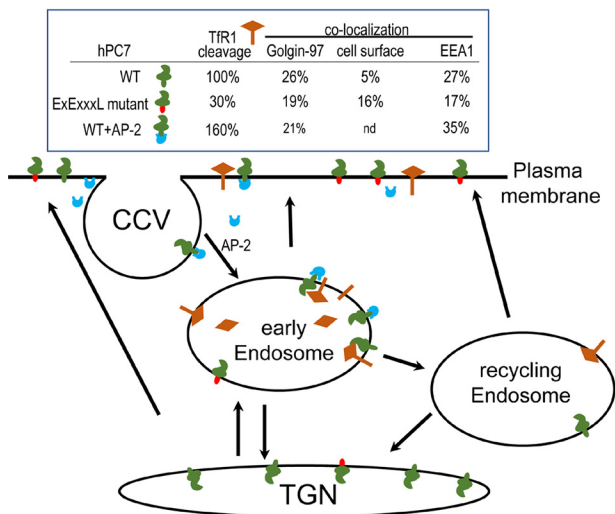 TfR1 co-localization
hPC7 cleavage Golgin-97 cell surface EEA1
WT 100% 26% 5% 27%
ExExxxL mutant 30% 19% 16% 17%
WT+AP-2 160% 21% nd 35%
Plasma
membrane
CCV
AP-2
early
Endosome
recycling
Endosome
TGN